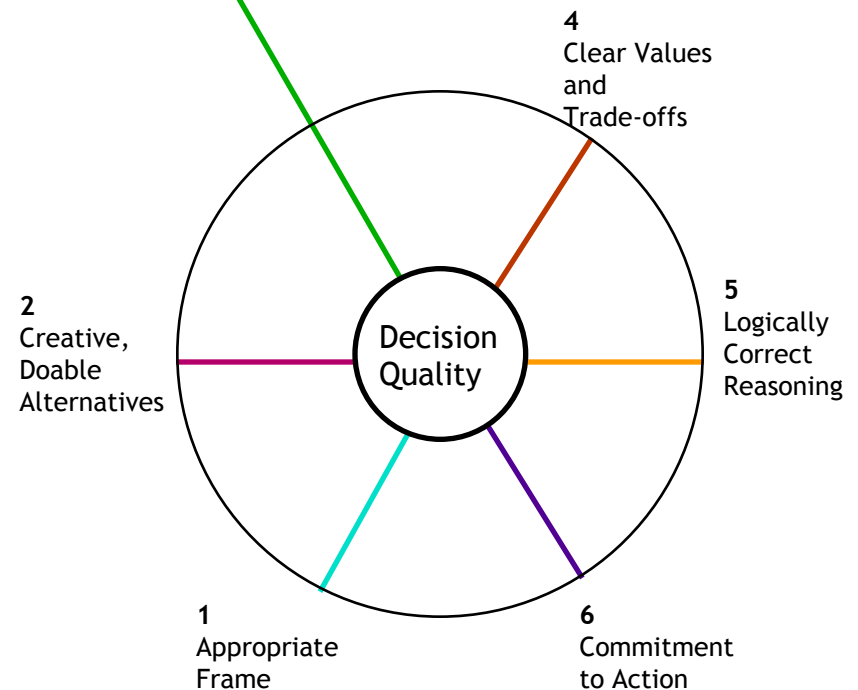 4
Clear Values
and
Trade-offs
2
Creative,
Doable
Alternatives
Decision
Quality
5
Logically
Correct
Reasoning
1
Appropriate
Frame
6
Commitment
to Action